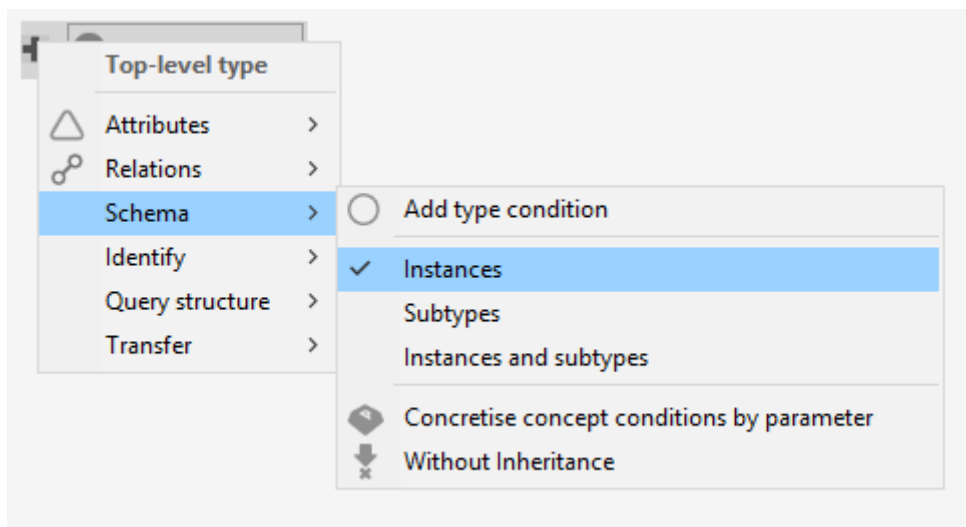 Top-level type
Attributes
Relations
Schema
Identify
Query structure
Transfer
Add type condition
Instances
Subtypes
Instances and subtypes
Concretise concept conditions by parameter
Without Inheritance